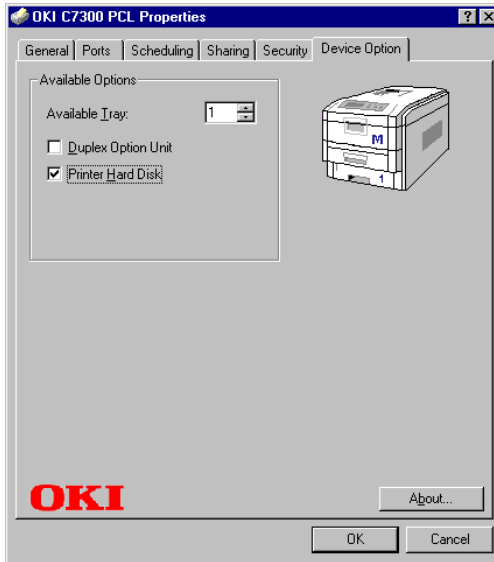 OKI C7300 PCL Properties
General Ports Scheduling Sharing Security Device Option
Available Options
Available Tray: 1
Duplex Option Unit
Printer Hard Disk
M
1
OKI
About...
OK Cancel